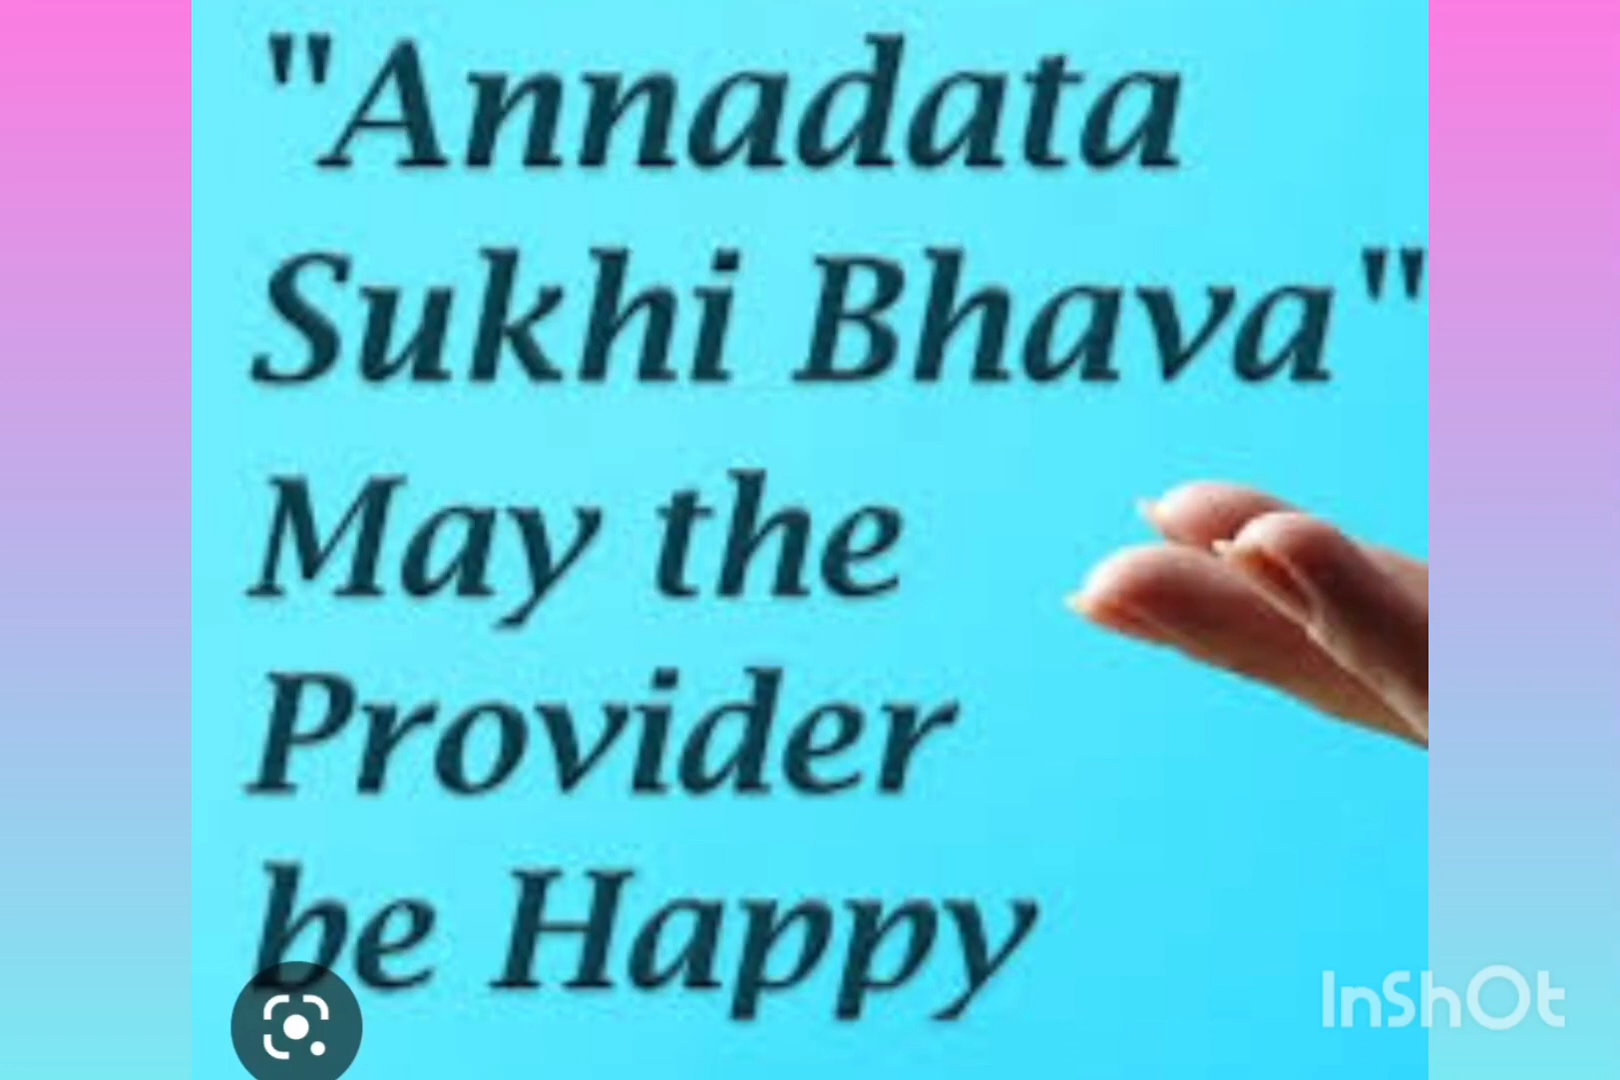 "Annadata
Sukhi Bhava"
May the
Provider
be Happy
InShOt